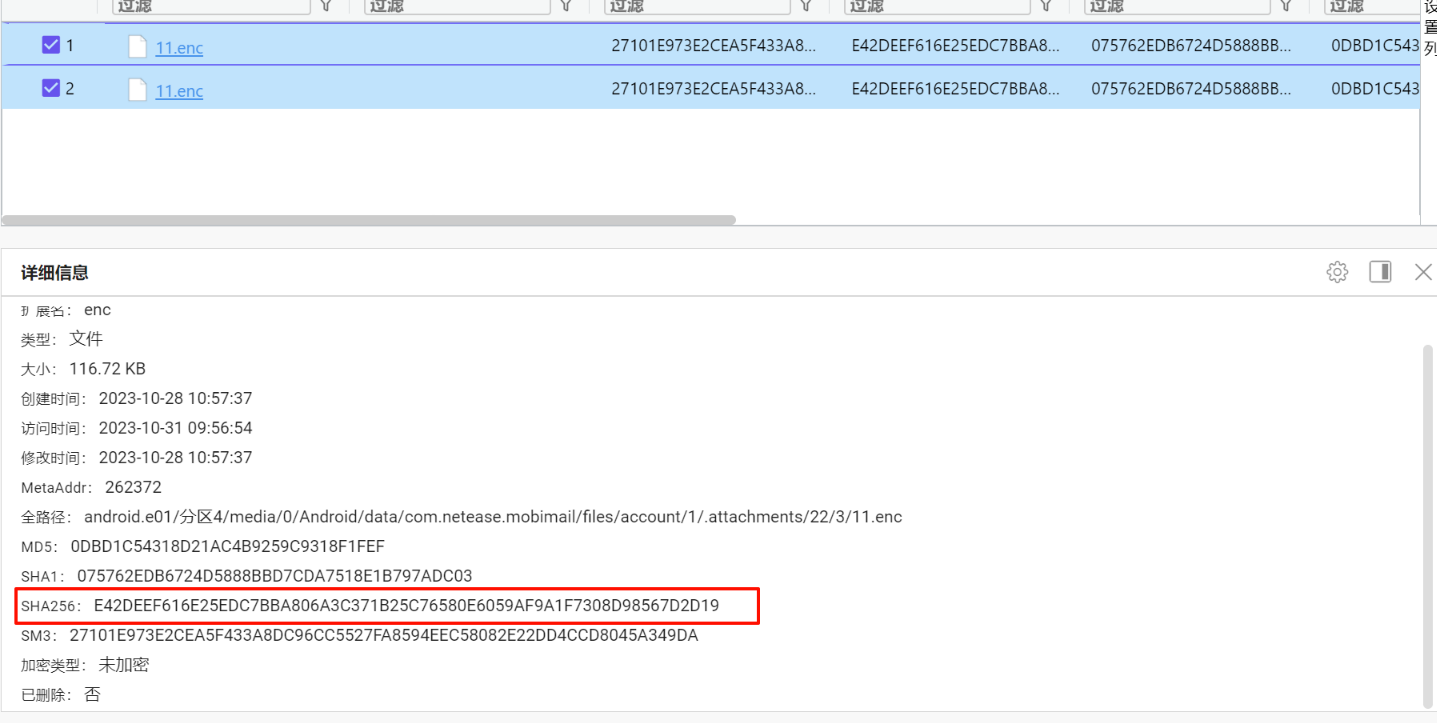 过滤 过滤 过滤 过滤 过滤 过滤 设
置
列
1 11.enc 27101E973E2CEA5F433A8... E42DEEF616E25EDC7BBA8... 075762EDB6724D5888BB... 0DBD1C543
2 11.enc 27101E973E2CEA5F433A8... E42DEEF616E25EDC7BBA8... 075762EDB6724D5888BB... 0DBD1C543
详细信息
扩展名： enc
类型： 文件
大小： 116.72 KB
创建时间： 2023-10-28 10:57:37
访问时间： 2023-10-31 09:56:54
修改时间： 2023-10-28 10:57:37
MetaAddr： 262372
全路径： android.e01/分区4/media/0/Android/data/com.netease.mobimail/files/account/1/.attachments/22/3/11.enc
MD5： 0DBD1C54318D21AC4B9259C9318F1FEF
SHA1： 075762EDB6724D5888BBD7CDA7518E1B797ADC03
SHA256： E42DEEF616E25EDC7BBA806A3C371B25C76580E6059AF9A1F7308D98567D2D19
SM3： 27101E973E2CEA5F433A8DC96CC5527FA8594EEC58082E22DD4CCD8045A349DA
加密类型： 未加密
已删除： 否